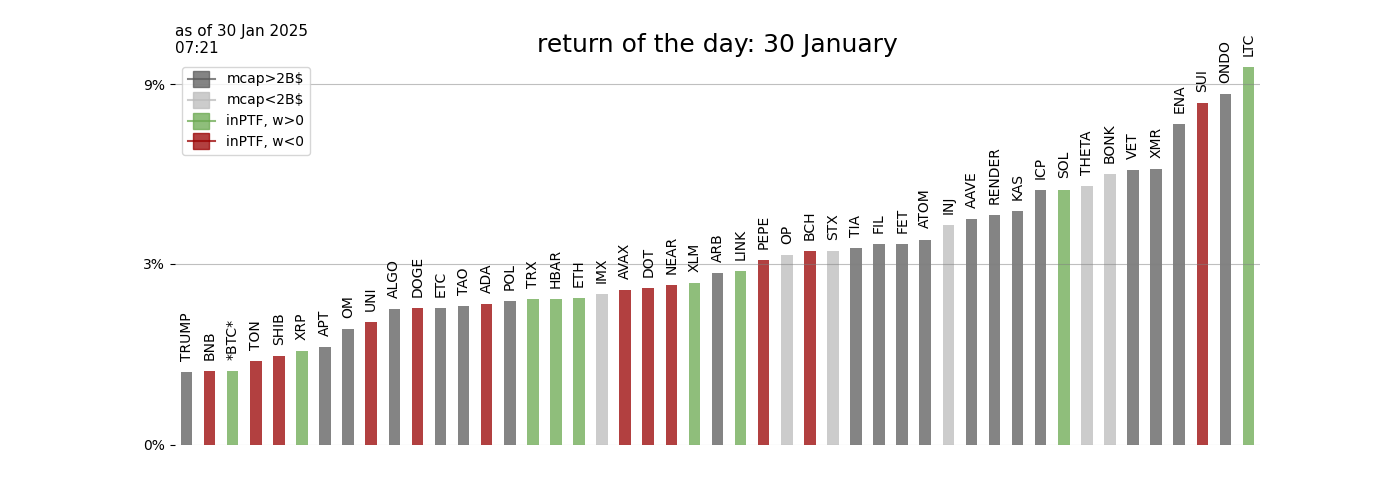 as of 30 Jan 2025
07:21
return of the day: 30 January
mcap>2B$
mcap<2B$
inPTF, w>0
inPTF, w<0
9%
3%
0%
TRUMP
BNB
*BTC*
TON
SHIB
XRP
APT
OM
UNI
ALGO
DOGE
ETC
TAO
ADA
POL
TRX
HBAR
ETH
IMX
AVAX
DOT
NEAR
XLM
ARB
LINK
PEPE
OP
BCH
STX
TIA
FIL
FET
ATOM
INJ
AAVE
RENDER
KAS
ICP
SOL
THETA
BONK
VET
XMR
ENA
SUI
ONDO
LTC